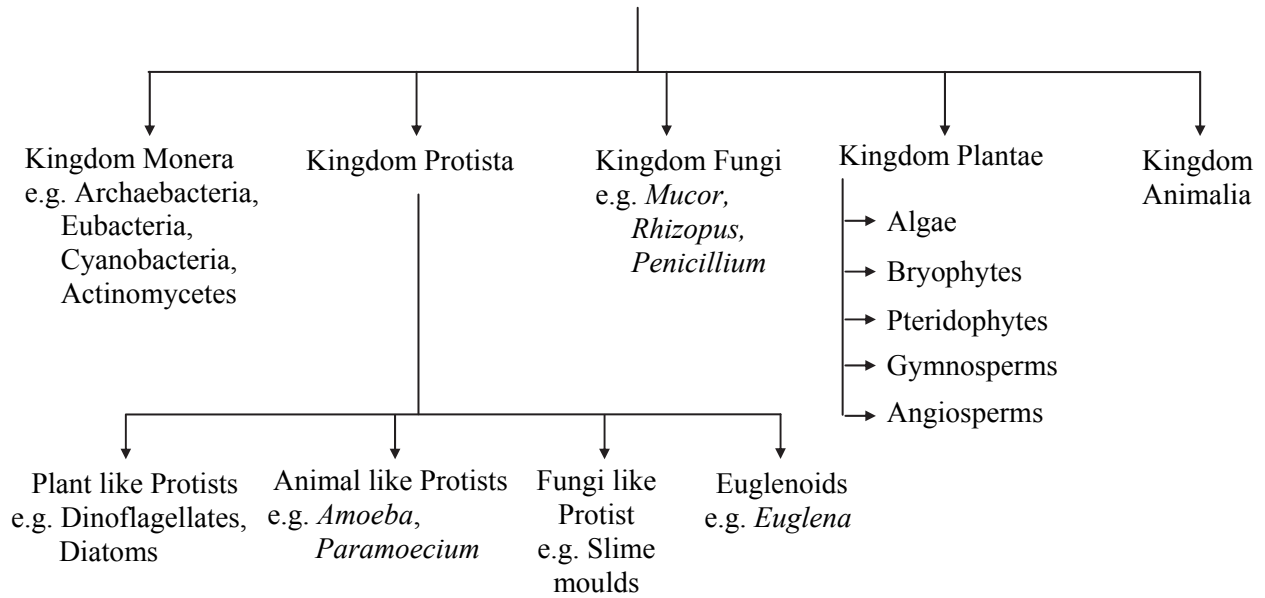 Kingdom Monera
e.g. Archaebacteria,
Eubacteria,
Cyanobacteria,
Actinomycetes
Kingdom Protista
Kingdom Fungi
e.g. Mucor,
Rhizopus,
Penicillium
Kingdom Plantae
Algae
Bryophytes
Pteridophytes
Gymnosperms
Angiosperms
Kingdom
Animalia
Plant like Protists
e.g. Dinoflagellates,
Diatoms
Animal like Protists
e.g. Amoeba,
Paramoecium
Fungi like
Protist
e.g. Slime
moulds
Euglenoids
e.g. Euglena